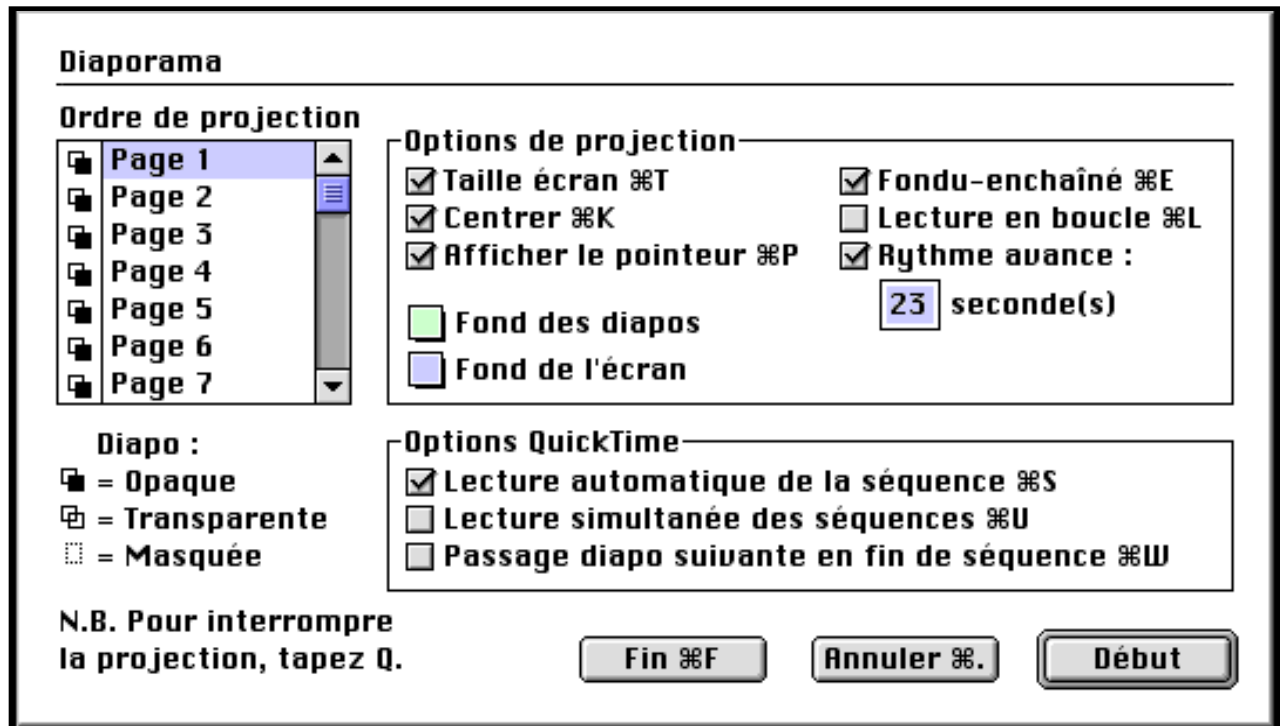 Diaporama
Ordre de projection
Page 1
Page 2
Page 3
Page 4
Page 5
Page 6
Page 7
Diapo :
= Opaque
= Transparente
= Masquée
N.B. Pour interrompre
la projection, tapez Q.
Options de projection
Taille écran ⌘T
Centrer ⌘K
Afficher le pointeur ⌘P
Fond des diapos
Fond de l'écran
Fondu-enchaîné ⌘E
Lecture en boucle ⌘L
Rythme avance :
23 seconde(s)
Options QuickTime
Lecture automatique de la séquence ⌘S
Lecture simultanée des séquences ⌘U
Passage diapo suivante en fin de séquence ⌘W
Fin ⌘F
Annuler ⌘.
Début